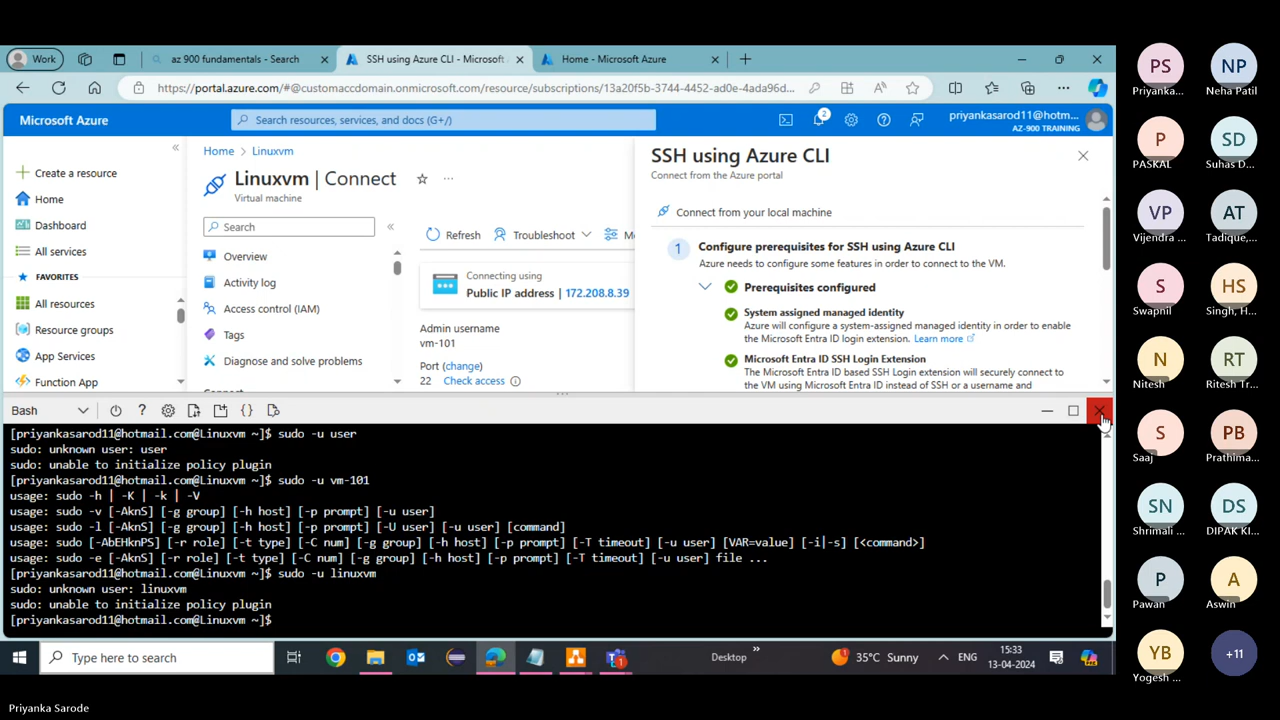 Work
az 900 fundamentals - Search
SSH using Azure CLI - Microsoft
Home - Microsoft Azure
https://portal.azure.com/#@customaccdomain.onmicrosoft.com/resource/subscriptions/13a20f5b-3744-4452-ad0e-4ada96d...
Microsoft Azure
Search resources, services, and docs (G+/)
2
priyankasarod11@hotm...
AZ-900 TRAINING
Create a resource
Home
Dashboard
All services
FAVORITES
All resources
Resource groups
App Services
Function App
Home > Linuxvm >
Linuxvm | Connect
Virtual machine
Search
Overview
Activity log
Access control (IAM)
Tags
Diagnose and solve problems
Refresh
Troubleshoot
Connecting using
Public IP address | 172.208.8.39
Admin username
vm-101
Port (change)
22 Check access
SSH using Azure CLI
Connect from the Azure portal
Connect from your local machine
1
Configure prerequisites for SSH using Azure CLI
Azure needs to configure some features in order to connect to the VM.
Prerequisites configured
System assigned managed identity
Azure will configure a system-assigned managed identity in order to enable
the Microsoft Entra ID login extension. Learn more
Microsoft Entra ID SSH Login Extension
The Microsoft Entra ID based SSH Login extension will securely connect to
the VM using Microsoft Entra ID instead of SSH or a username and
Bash
[priyankasarod11@hotmail.com@Linuxvm ~]$ sudo -u user
sudo: unknown user: user
sudo: unable to initialize policy plugin
[priyankasarod11@hotmail.com@Linuxvm ~]$ sudo -u vm-101
usage: sudo -h | -K | -k | -V
usage: sudo -v [-AknS] [-g group] [-h host] [-p prompt] [-u user]
usage: sudo -l [-AknS] [-g group] [-h host] [-p prompt] [-U user] [-u user] [command]
usage: sudo [-AbEHknPS] [-r role] [-t type] [-C num] [-g group] [-h host] [-p prompt] [-T timeout] [-u user] [VAR=value] [-i|-s] [<command>]
usage: sudo -e [-AknS] [-r role] [-t type] [-C num] [-g group] [-h host] [-p prompt] [-T timeout] [-u user] file ...
[priyankasarod11@hotmail.com@Linuxvm ~]$ sudo -u linuxvm
sudo: unknown user: linuxvm
sudo: unable to initialize policy plugin
[priyankasarod11@hotmail.com@Linuxvm ~]$
Type here to search
1
Desktop
35°C Sunny
ENG
15:33
13-04-2024
PS
Priyanka...
NP
Neha Patil
P
PASKAL
SD
Suhas D...
VP
Vijendra ...
AT
Tadique,...
S
Swapnil
HS
Singh, H...
N
Nitesh
RT
Ritesh Tr...
S
Saaj
PB
Prathima...
SN
Shrimali ...
DS
DIPAK KI...
P
Pawan
A
Aswin
YB
Yogesh ...
+11
Priyanka Sarode